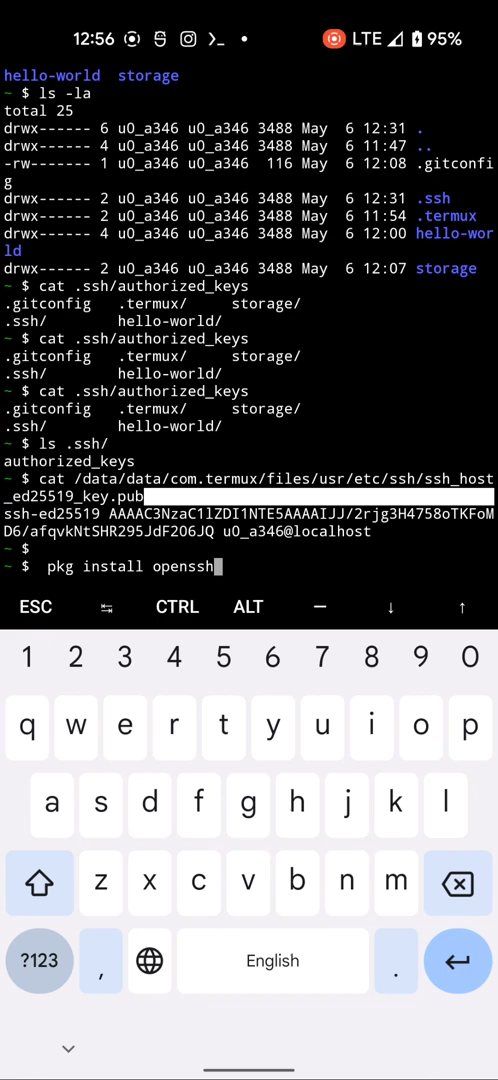 12:56 LTE 95%
hello-world storage
~ $ ls -la
total 25
drwx------ 6 u0_a346 u0_a346 3488 May  6 12:31 .
drwx------ 4 u0_a346 u0_a346 3488 May  6 11:47 ..
-rw------- 1 u0_a346 u0_a346  116 May  6 12:08 .gitconfi
g
drwx------ 2 u0_a346 u0_a346 3488 May  6 12:31 .ssh
drwx------ 2 u0_a346 u0_a346 3488 May  6 11:54 .termux
drwx------ 4 u0_a346 u0_a346 3488 May  6 12:00 hello-wor
ld
drwx------ 2 u0_a346 u0_a346 3488 May  6 12:07 storage
~ $ cat .ssh/authorized_keys
.gitconfig .termux/ storage/
.ssh/ hello-world/
~ $ cat .ssh/authorized_keys
.gitconfig .termux/ storage/
.ssh/ hello-world/
~ $ cat .ssh/authorized_keys
.gitconfig .termux/ storage/
.ssh/ hello-world/
~ $ ls .ssh/
authorized_keys
~ $ cat /data/data/com.termux/files/usr/etc/ssh/ssh_host
_ed25519_key.pub
ssh-ed25519 AAAAC3NzaC1lZDI1NTE5AAAAIJJ/2rjg3H4758oTKFoM
D6/afqvkNtSHR295JdF2O6JQ u0_a346@localhost
~ $
~ $  pkg install openssh
ESC ↹ CTRL ALT — ↓ ↑
1 2 3 4 5 6 7 8 9 0
q w e r t y u i o p
a s d f g h j k l
z x c v b n m
?123 , English .